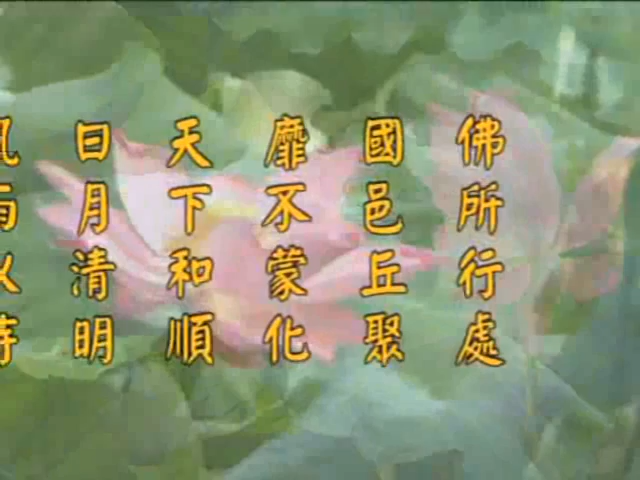 佛所行處
國邑丘聚
靡不蒙化
天下和順
日月清明
風雨以時